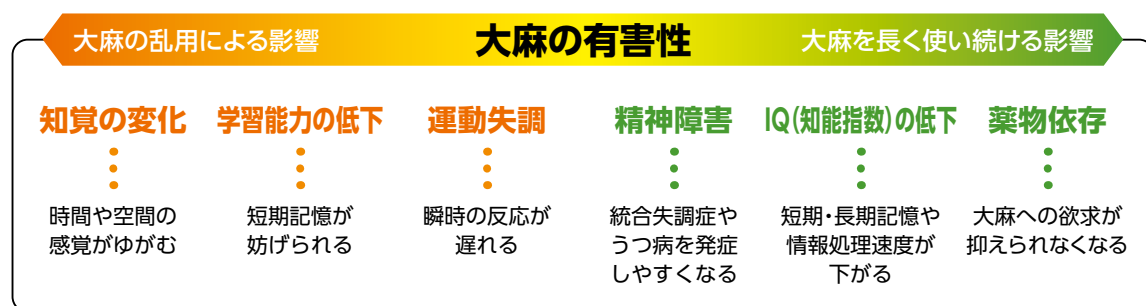 大麻の乱用による影響
大麻の有害性
大麻を長く使い続ける影響
知覚の変化
時間や空間の
感覚がゆがむ
学習能力の低下
短期記憶が
妨げられる
運動失調
瞬時の反応が
遅れる
精神障害
統合失調症や
うつ病を発症
しやすくなる
IQ(知能指数)の低下
短期・長期記憶や
情報処理速度が
下がる
薬物依存
大麻への欲求が
抑えられなくなる